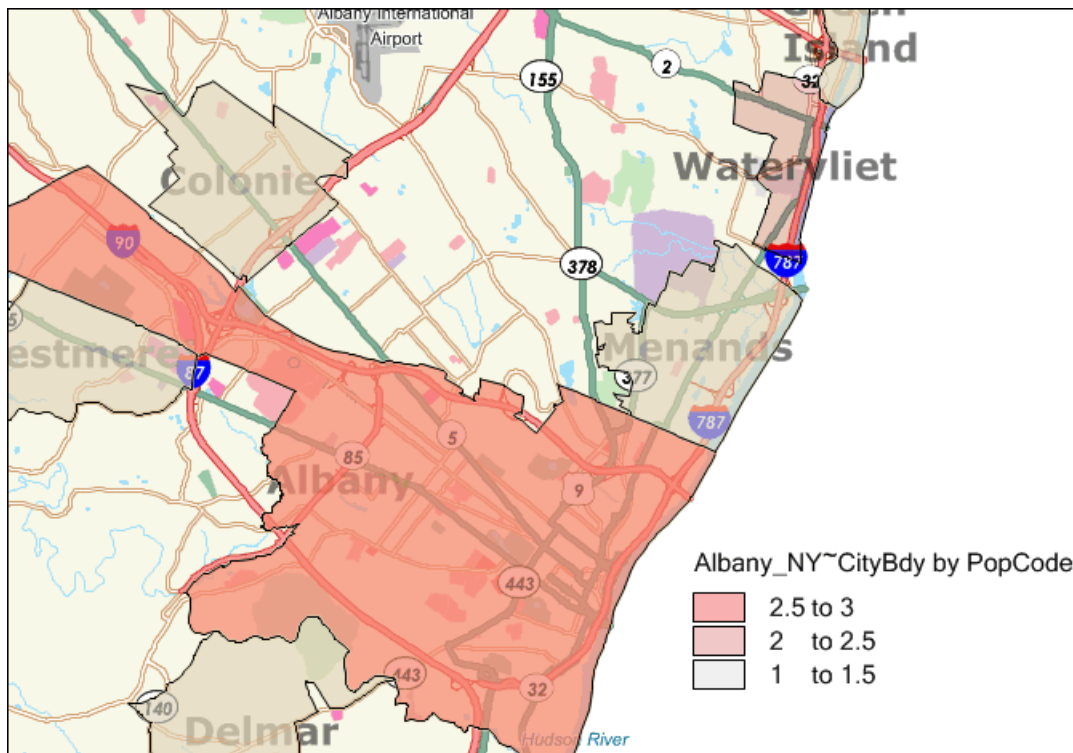 Albany International
Airport
Green
Island
155
2
32
Watervliet
Colonie
90
378
787
5
estmere
87
Menands
377
787
5
85
Albany
9
443
Albany_NY~CityBdy by PopCode
2.5 to 3
2 to 2.5
1 to 1.5
443
32
140
Delmar
Hudson River